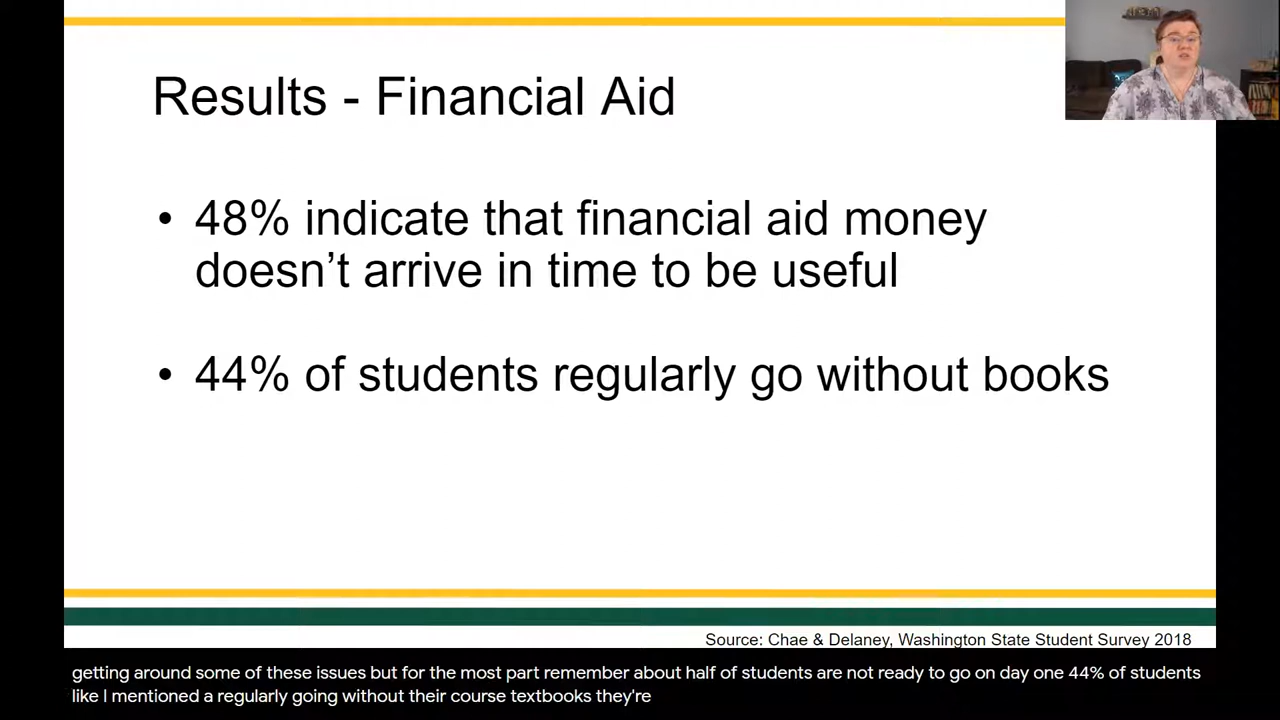 Results - Financial Aid
• 48% indicate that financial aid money
doesn’t arrive in time to be useful
• 44% of students regularly go without books
Source: Chae & Delaney, Washington State Student Survey 2018
getting around some of these issues but for the most part remember about half of students are not ready to go on day one 44% of students
like I mentioned a regularly going without their course textbooks they're